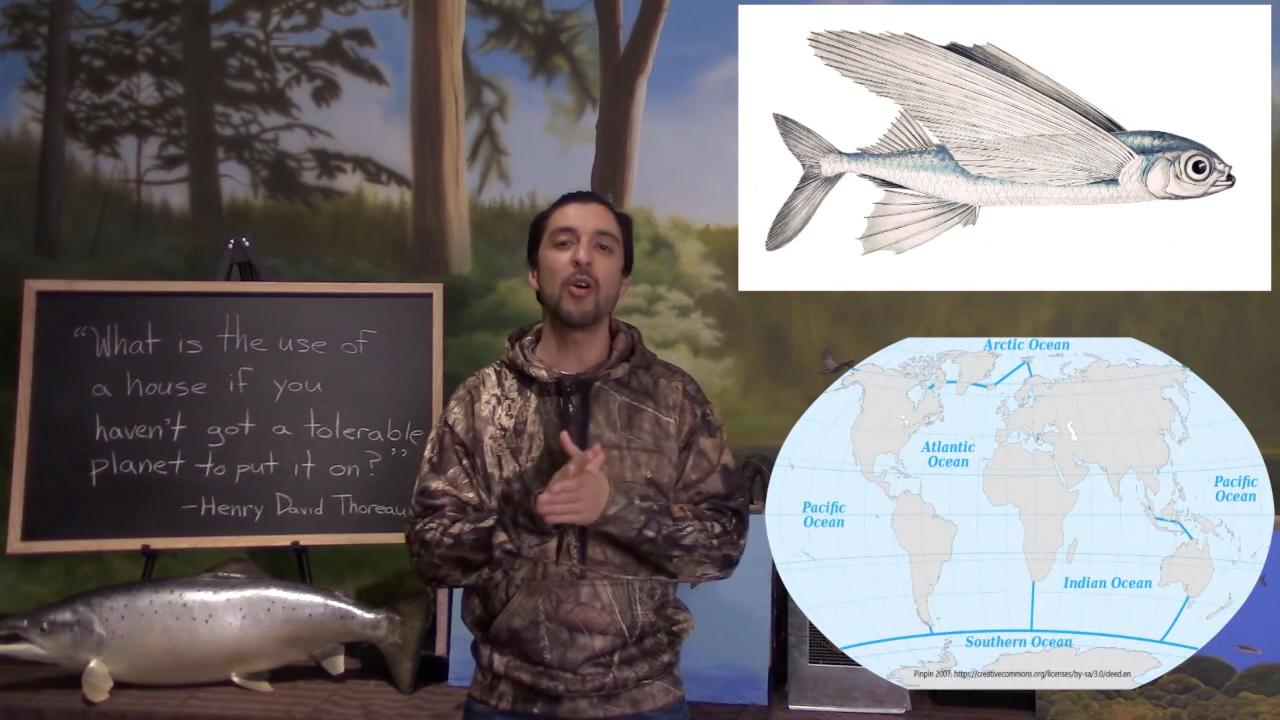 “What is the use of
a house if you
haven't got a tolerable
planet to put it on?”
-Henry David Thoreau
Arctic Ocean
Atlantic
Ocean
Pacific
Ocean
Pacific
Ocean
Indian Ocean
Southern Ocean
Pinpin 2007: https://creativecommons.org/licenses/by-sa/3.0/deed.en